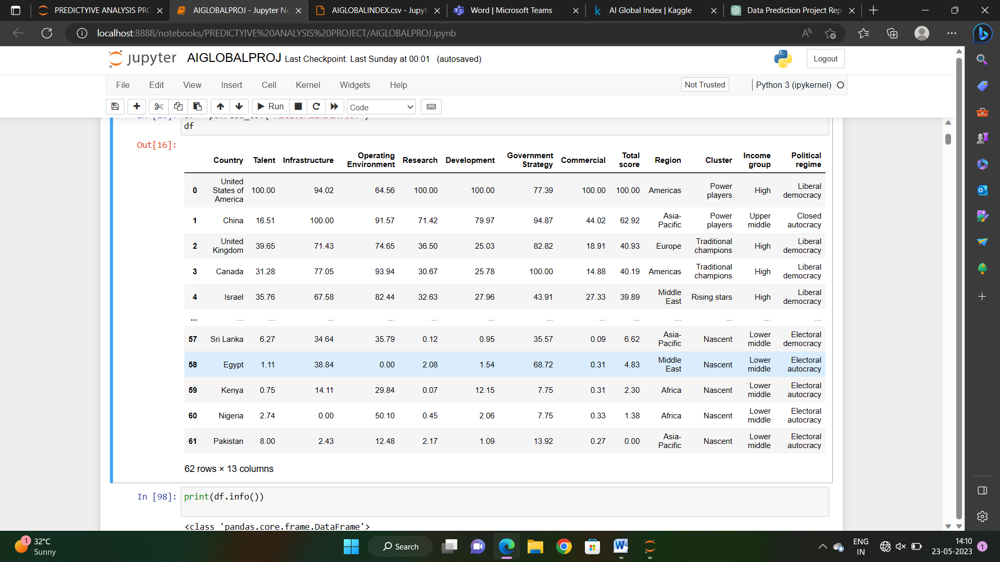 PREDICTYIVE ANALYSIS PRO
AIGLOBALPROJ - Jupyter No
AIGLOBALINDEX.csv - Jupyt
Word | Microsoft Teams
AI Global Index | Kaggle
Data Prediction Project Rep
localhost:8888/notebooks/PREDICTYIVE%20ANALYSIS%20PROJECT/AIGLOBALPROJ.ipynb
jupyter AIGLOBALPROJ Last Checkpoint: Last Sunday at 00:01 (autosaved)
Logout
File Edit View Insert Cell Kernel Widgets Help
Not Trusted
Python 3 (ipykernel)
Run
Code
df
Out[16]:
Country Talent Infrastructure Operating Environment Research Development Government Strategy Commercial Total score Region Cluster Income group Political regime
0 United States of America 100.00 94.02 64.56 100.00 100.00 77.39 100.00 100.00 Americas Power players High Liberal democracy
1 China 16.51 100.00 91.57 71.42 79.97 94.87 44.02 62.92 Asia-Pacific Power players Upper middle Closed autocracy
2 United Kingdom 39.65 71.43 74.65 36.50 25.03 82.82 18.91 40.93 Europe Traditional champions High Liberal democracy
3 Canada 31.28 77.05 93.94 30.67 25.78 100.00 14.88 40.19 Americas Traditional champions High Liberal democracy
4 Israel 35.76 67.58 82.44 32.63 27.96 43.91 27.33 39.89 Middle East Rising stars High Liberal democracy
... ... ... ... ... ... ... ... ... ... ... ... ... ...
57 Sri Lanka 6.27 34.64 35.79 0.12 0.95 35.57 0.09 6.62 Asia-Pacific Nascent Lower middle Electoral democracy
58 Egypt 1.11 38.84 0.00 2.08 1.54 68.72 0.31 4.83 Middle East Nascent Lower middle Electoral autocracy
59 Kenya 0.75 14.11 29.84 0.07 12.15 7.75 0.31 2.30 Africa Nascent Lower middle Electoral autocracy
60 Nigeria 2.74 0.00 50.10 0.45 2.06 7.75 0.33 1.38 Africa Nascent Lower middle Electoral autocracy
61 Pakistan 8.00 2.43 12.48 2.17 1.09 13.92 0.27 0.00 Asia-Pacific Nascent Lower middle Electoral autocracy
62 rows × 13 columns
In [98]: print(df.info())
<class 'pandas.core.frame.DataFrame'>
1
32°C
Sunny
Search
ENG
IN
14:10
23-05-2023
1